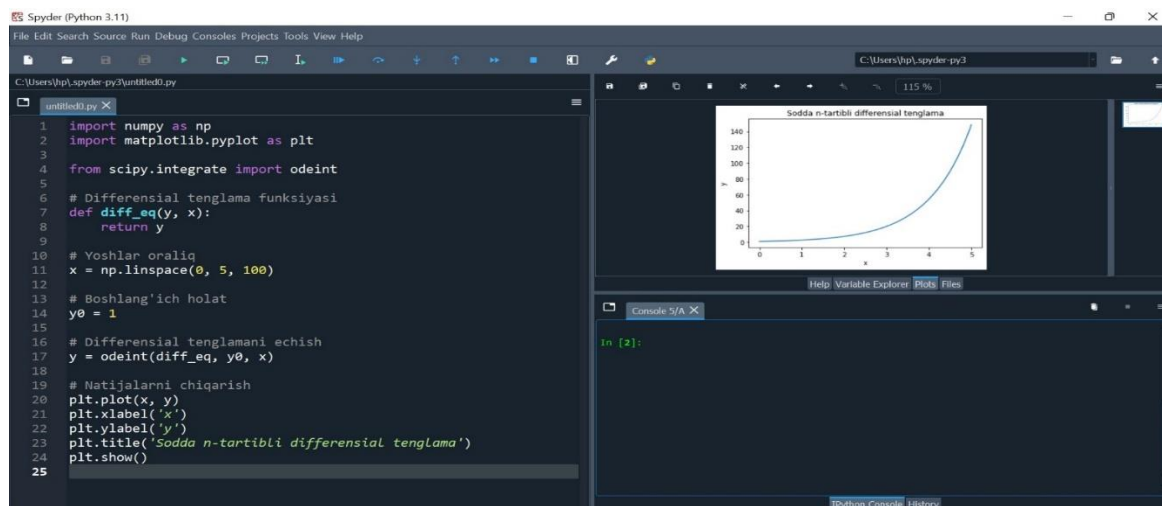 Spyder (Python 3.11)
File Edit Search Source Run Debug Consoles Projects Tools View Help
C:\Users\hp\.spyder-py3
C:\Users\hp\.spyder-py3\untitled0.py
untitled0.py
1 import numpy as np
2 import matplotlib.pyplot as plt
3
4 from scipy.integrate import odeint
5
6 # Differensial tenglama funksiyasi
7 def diff_eq(y, x):
8     return y
9
10 # Yoshlar oraliq
11 x = np.linspace(0, 5, 100)
12
13 # Boshlang'ich holat
14 y0 = 1
15
16 # Differensial tenglamani echish
17 y = odeint(diff_eq, y0, x)
18
19 # Natijalarni chiqarish
20 plt.plot(x, y)
21 plt.xlabel('x')
22 plt.ylabel('y')
23 plt.title('Sodda n-tartibli differensial tenglama')
24 plt.show()
25
115 %
Sodda n-tartibli differensial tenglama
140
120
100
80
60
40
20
0
y
0 1 2 3 4 5
x
Help Variable Explorer Plots Files
Console 5/A
In [2]:
IPython Console History